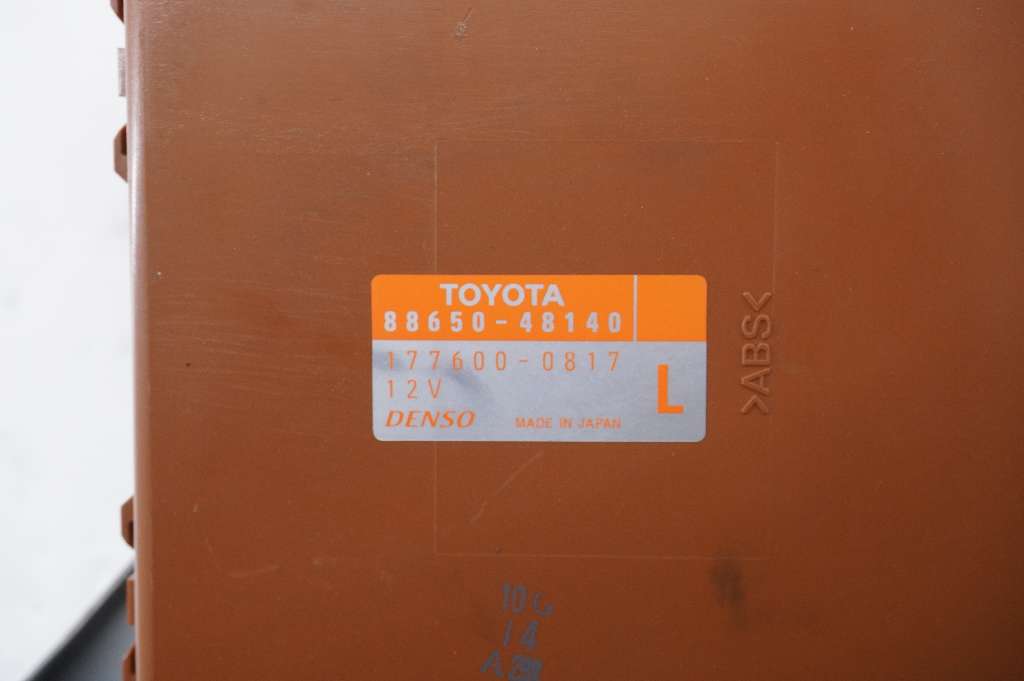 TOYOTA
88650-48140
177600-0817
12V
L
DENSO MADE IN JAPAN
>ABS<
14